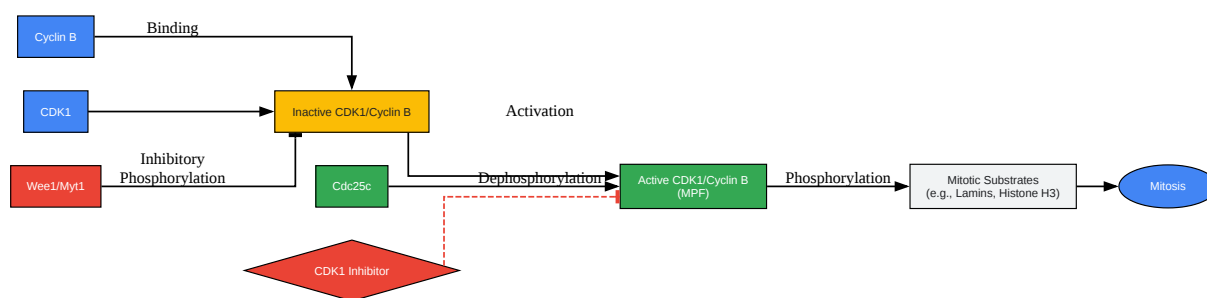 Cyclin B
Binding
CDK1
Inactive CDK1/Cyclin B
Activation
Wee1/Myt1
Inhibitory
Phosphorylation
Cdc25c
Dephosphorylation
Active CDK1/Cyclin B
(MPF)
Phosphorylation
Mitotic Substrates
(e.g., Lamins, Histone H3)
Mitosis
CDK1 Inhibitor